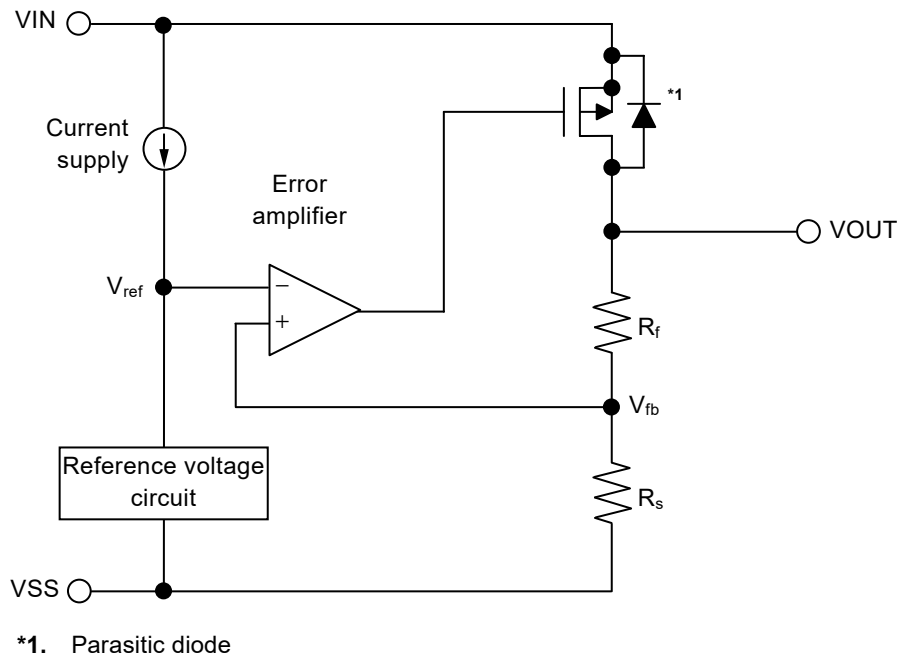 VIN
*1
Current
supply
Error
amplifier
VOUT
Vref
−
+
Rf
Vfb
Reference voltage
circuit
Rs
VSS
*1. Parasitic diode